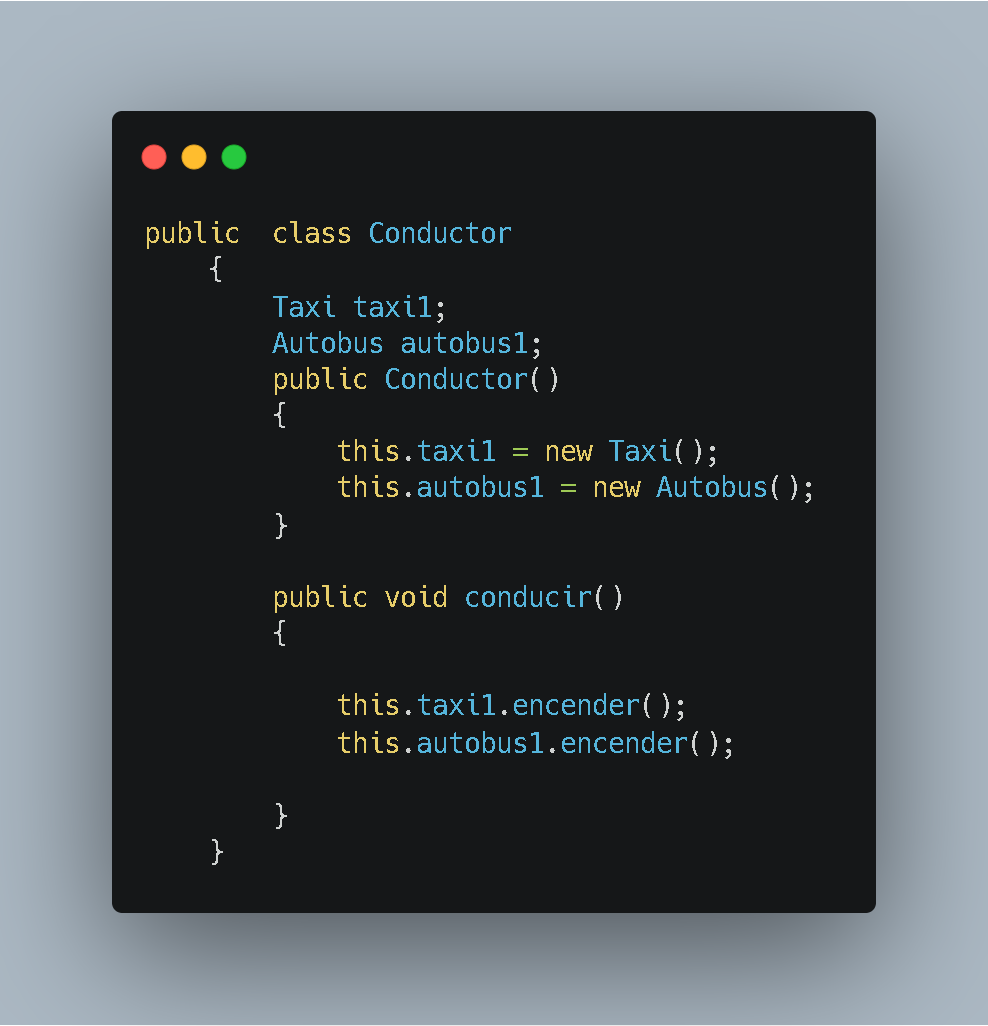 public  class Conductor
    {
        Taxi taxi1;
        Autobus autobus1;
        public Conductor()
        {
            this.taxi1 = new Taxi();
            this.autobus1 = new Autobus();
        }

        public void conducir()
        {

            this.taxi1.encender();
            this.autobus1.encender();

        }
    }